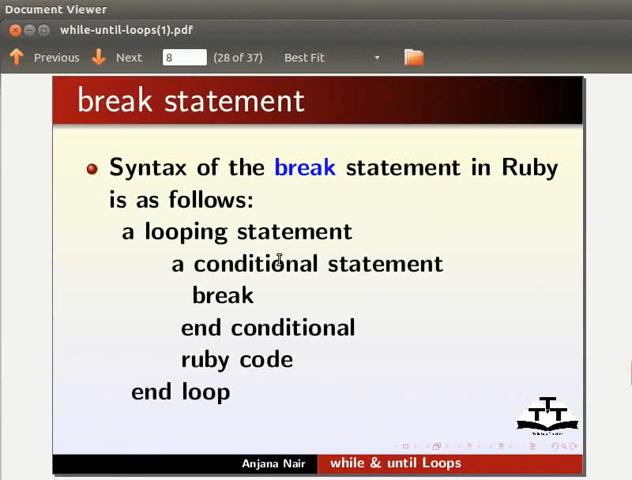 Document Viewer
while-until-loops(1).pdf
Previous Next 8 (28 of 37) Best Fit
break statement
Syntax of the break statement in Ruby
is as follows:
a looping statement
a conditional statement
break
end conditional
ruby code
end loop
Anjana Nair while & until Loops